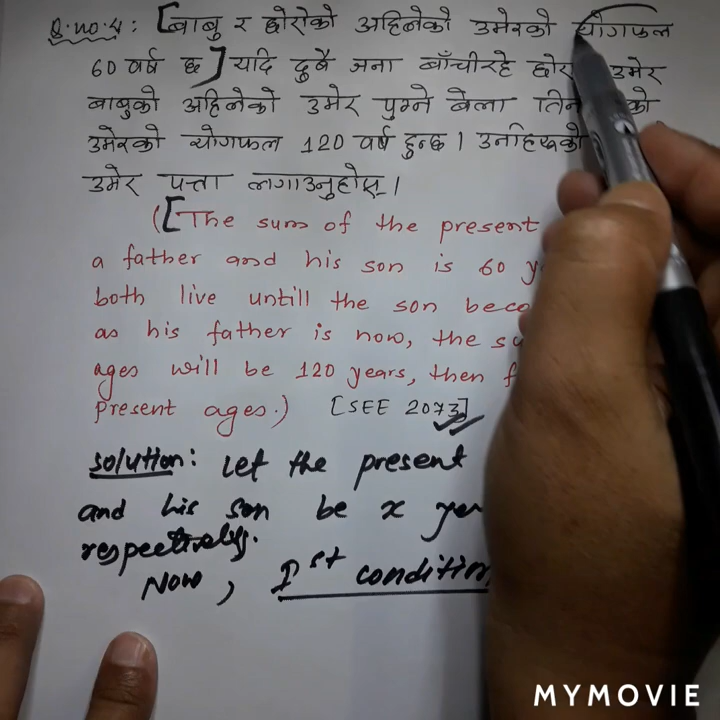 Q.no.4: [बाबु र छोरोको अहिनेको उमेरको योगफल
60 वर्ष छ] यदि दुबै जना बाँचीरहे उमेर
बाबुको अहिनेको उमेर पुग्ने बेला को
उमेरको योगफल 120 वर्ष हुन्छ । उनीहरूको
उमेर पत्ता लगाउनुहोस् ।
([The sum of the present
a father and his son is 60
both live untill the son
as his father is now, the
ages will be 120 years, then
present ages.) [SEE 2073]
solution: Let the present
and his son be x
respectively.
Now, Ist condition
MYMOVIE